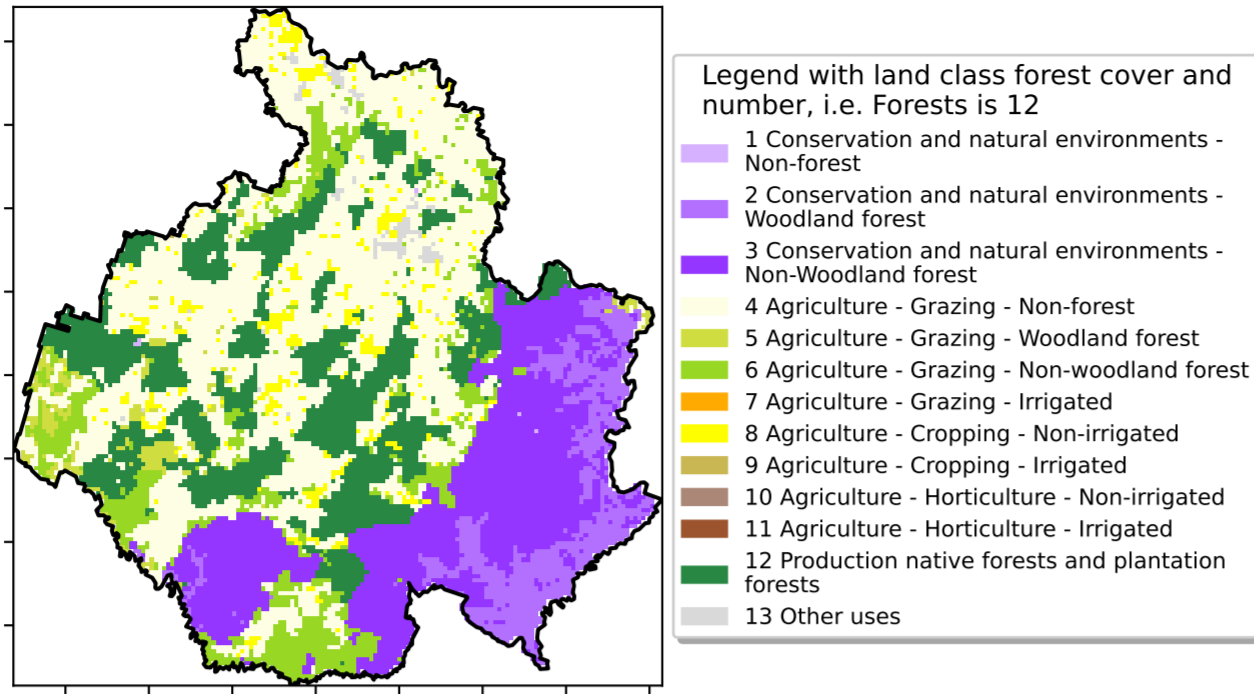 Legend with land class forest cover and
number, i.e. Forests is 12
1 Conservation and natural environments -
Non-forest
2 Conservation and natural environments -
Woodland forest
3 Conservation and natural environments -
Non-Woodland forest
4 Agriculture - Grazing - Non-forest
5 Agriculture - Grazing - Woodland forest
6 Agriculture - Grazing - Non-woodland forest
7 Agriculture - Grazing - Irrigated
8 Agriculture - Cropping - Non-irrigated
9 Agriculture - Cropping - Irrigated
10 Agriculture - Horticulture - Non-irrigated
11 Agriculture - Horticulture - Irrigated
12 Production native forests and plantation
forests
13 Other uses